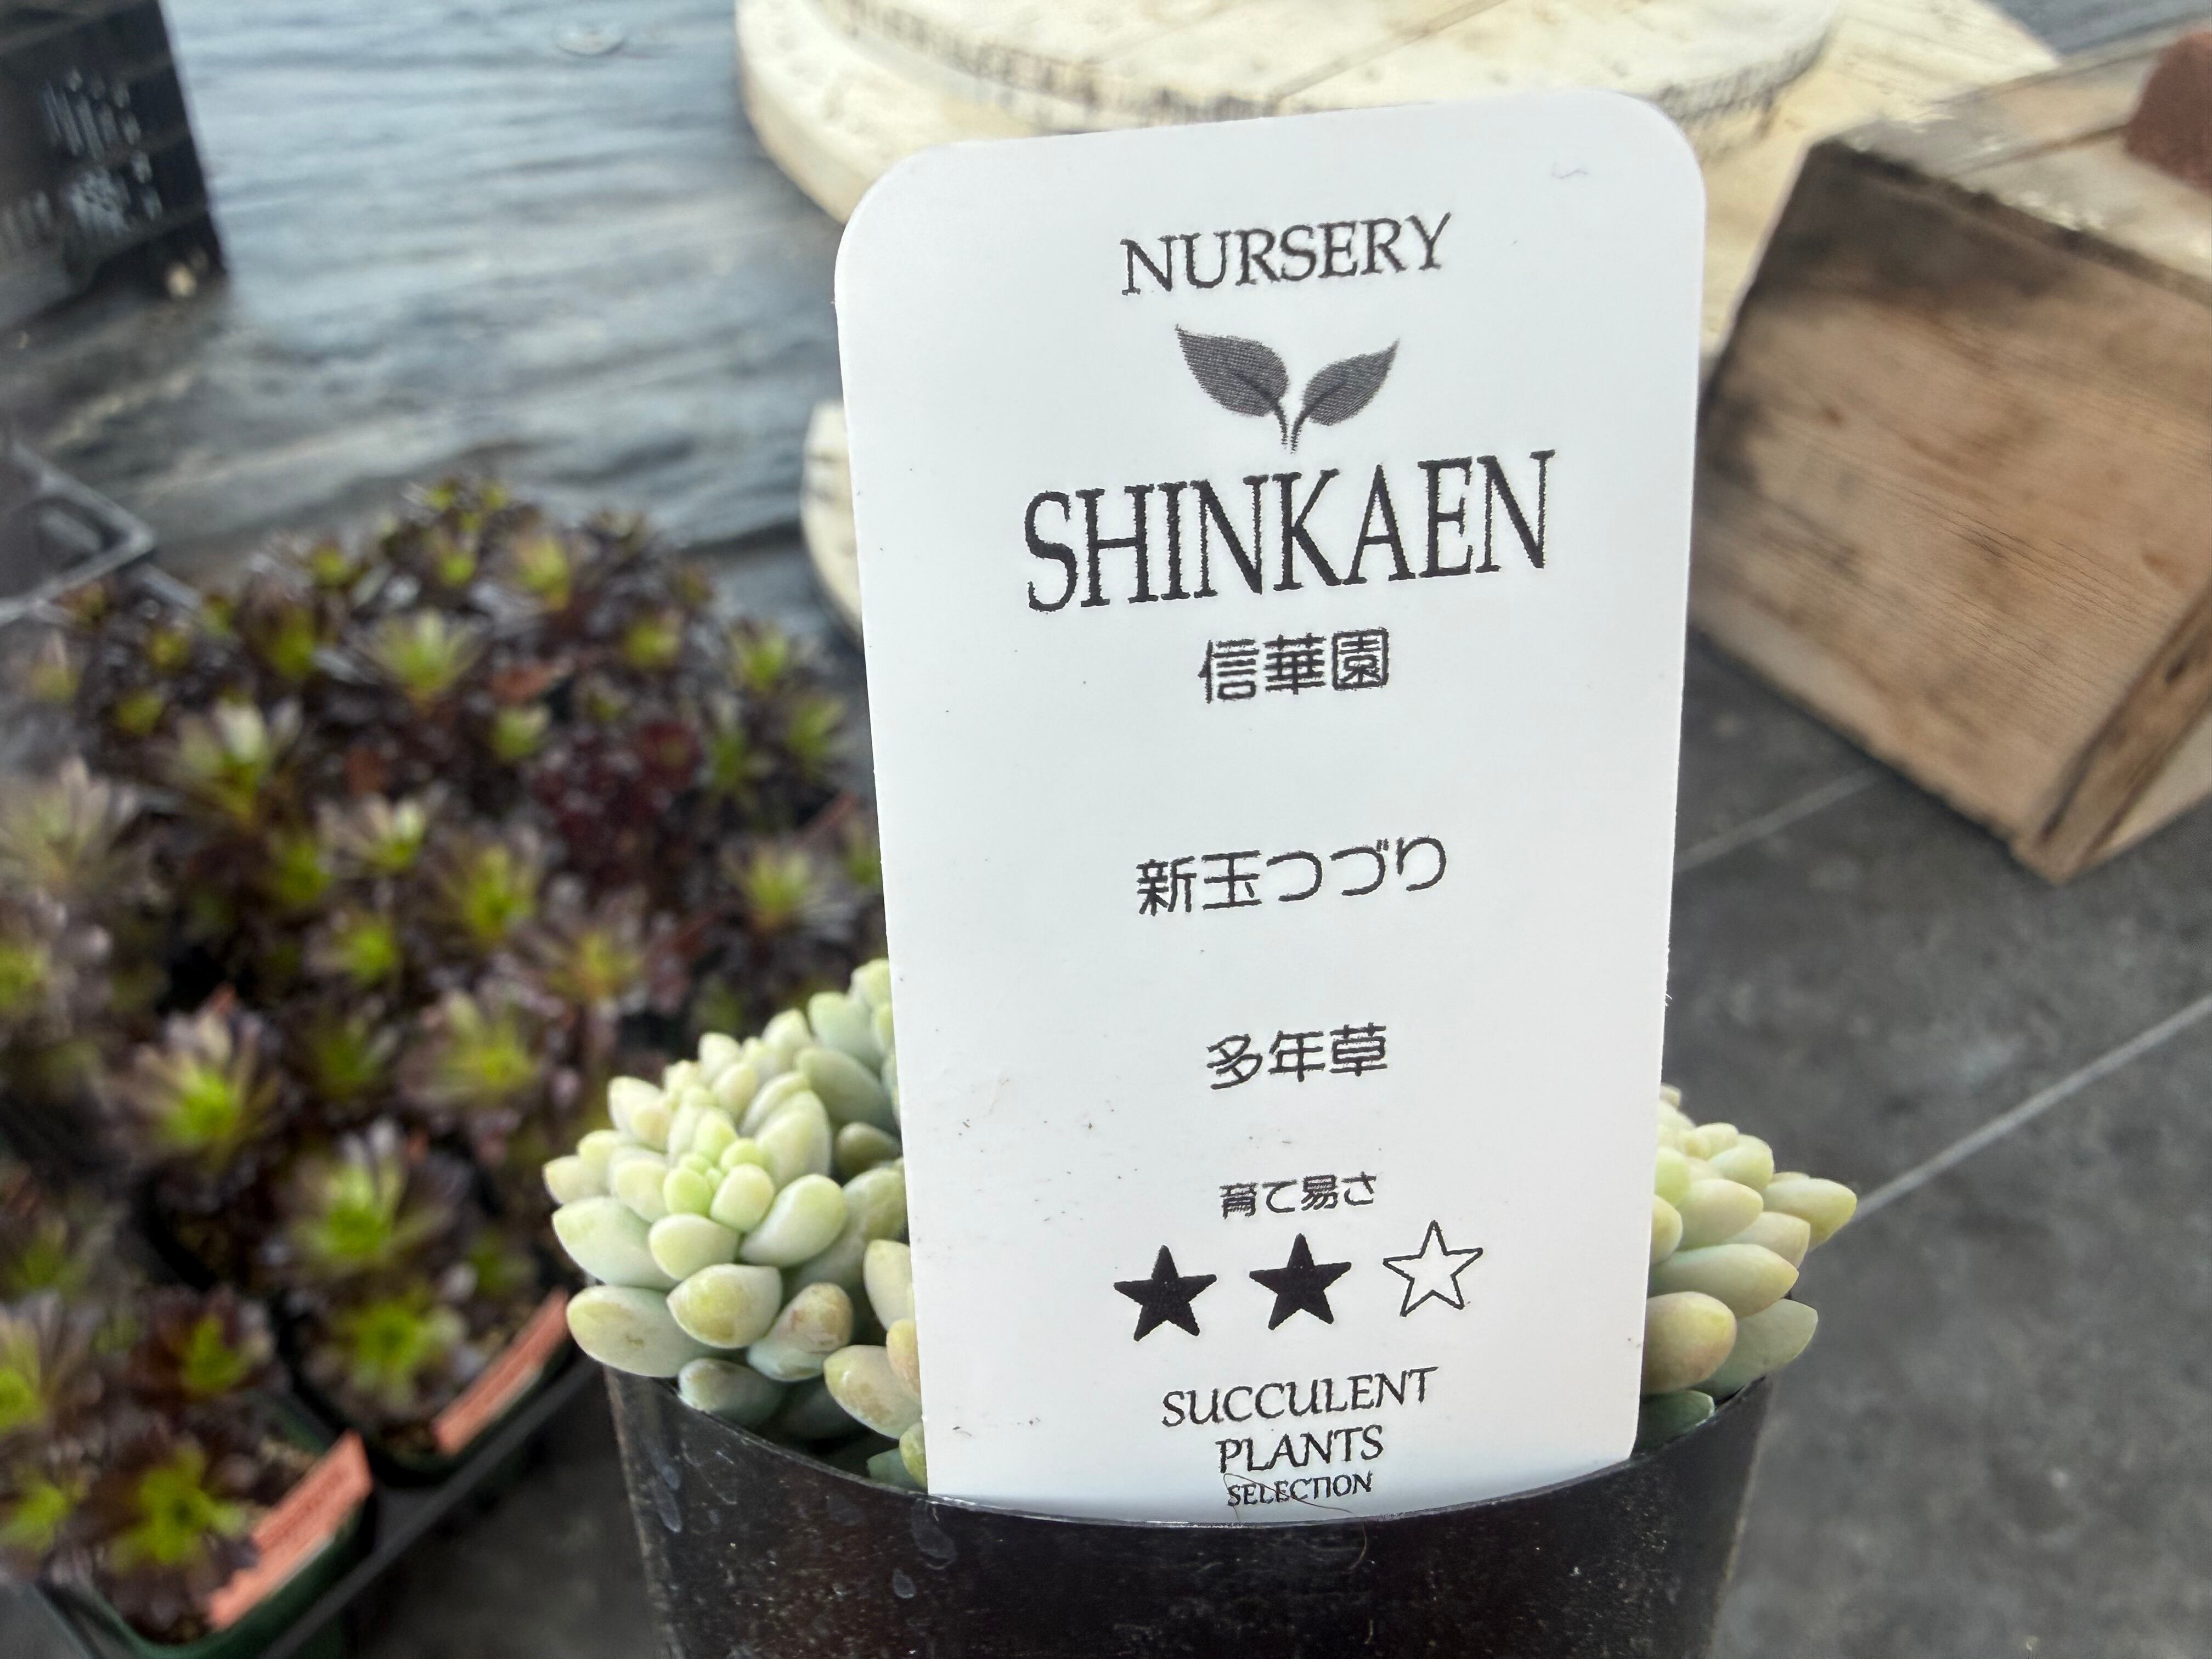 NURSERY
SHINKAEN
信華園
新玉つづり
多年草
育て易さ
★★☆
SUCCULENT
PLANTS
SELECTION